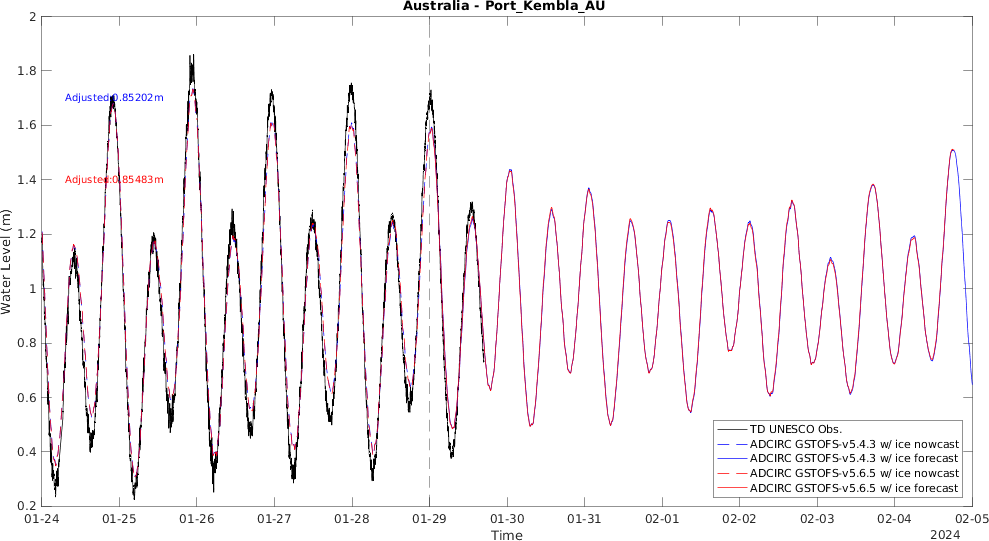 Australia - Port_Kembla_AU
2
1.8
Adjusted:0.85202m
1.6
1.4
Adjusted:0.85483m
1.2
1
0.8
0.6
0.4
0.2
Water Level (m)
TD UNESCO Obs.
ADCIRC GSTOFS-v5.4.3 w/ ice nowcast
ADCIRC GSTOFS-v5.4.3 w/ ice forecast
ADCIRC GSTOFS-v5.6.5 w/ ice nowcast
ADCIRC GSTOFS-v5.6.5 w/ ice forecast
01-24 01-25 01-26 01-27 01-28 01-29 01-30 01-31 02-01 02-02 02-03 02-04 02-05
Time
2024